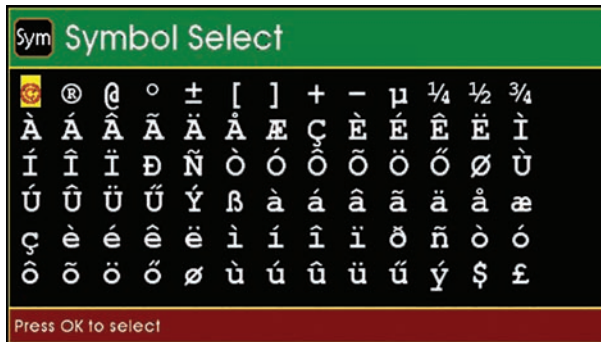 Sym Symbol Select
© ® @ ° ± [ ] + − µ ¼ ½ ¾
À Á Â Ã Ä Å Æ Ç È É Ê Ë Ì
Í Î Ï Đ Ñ Ò Ó Ô Õ Ö Ő Ø Ù
Ú Û Ü Ű Ý ß à á â ã ä å æ
ç è é ê ë ì í î ï ð ñ ò ó
ô õ ö ő ø ù ú û ü ű ý $ £
Press OK to select